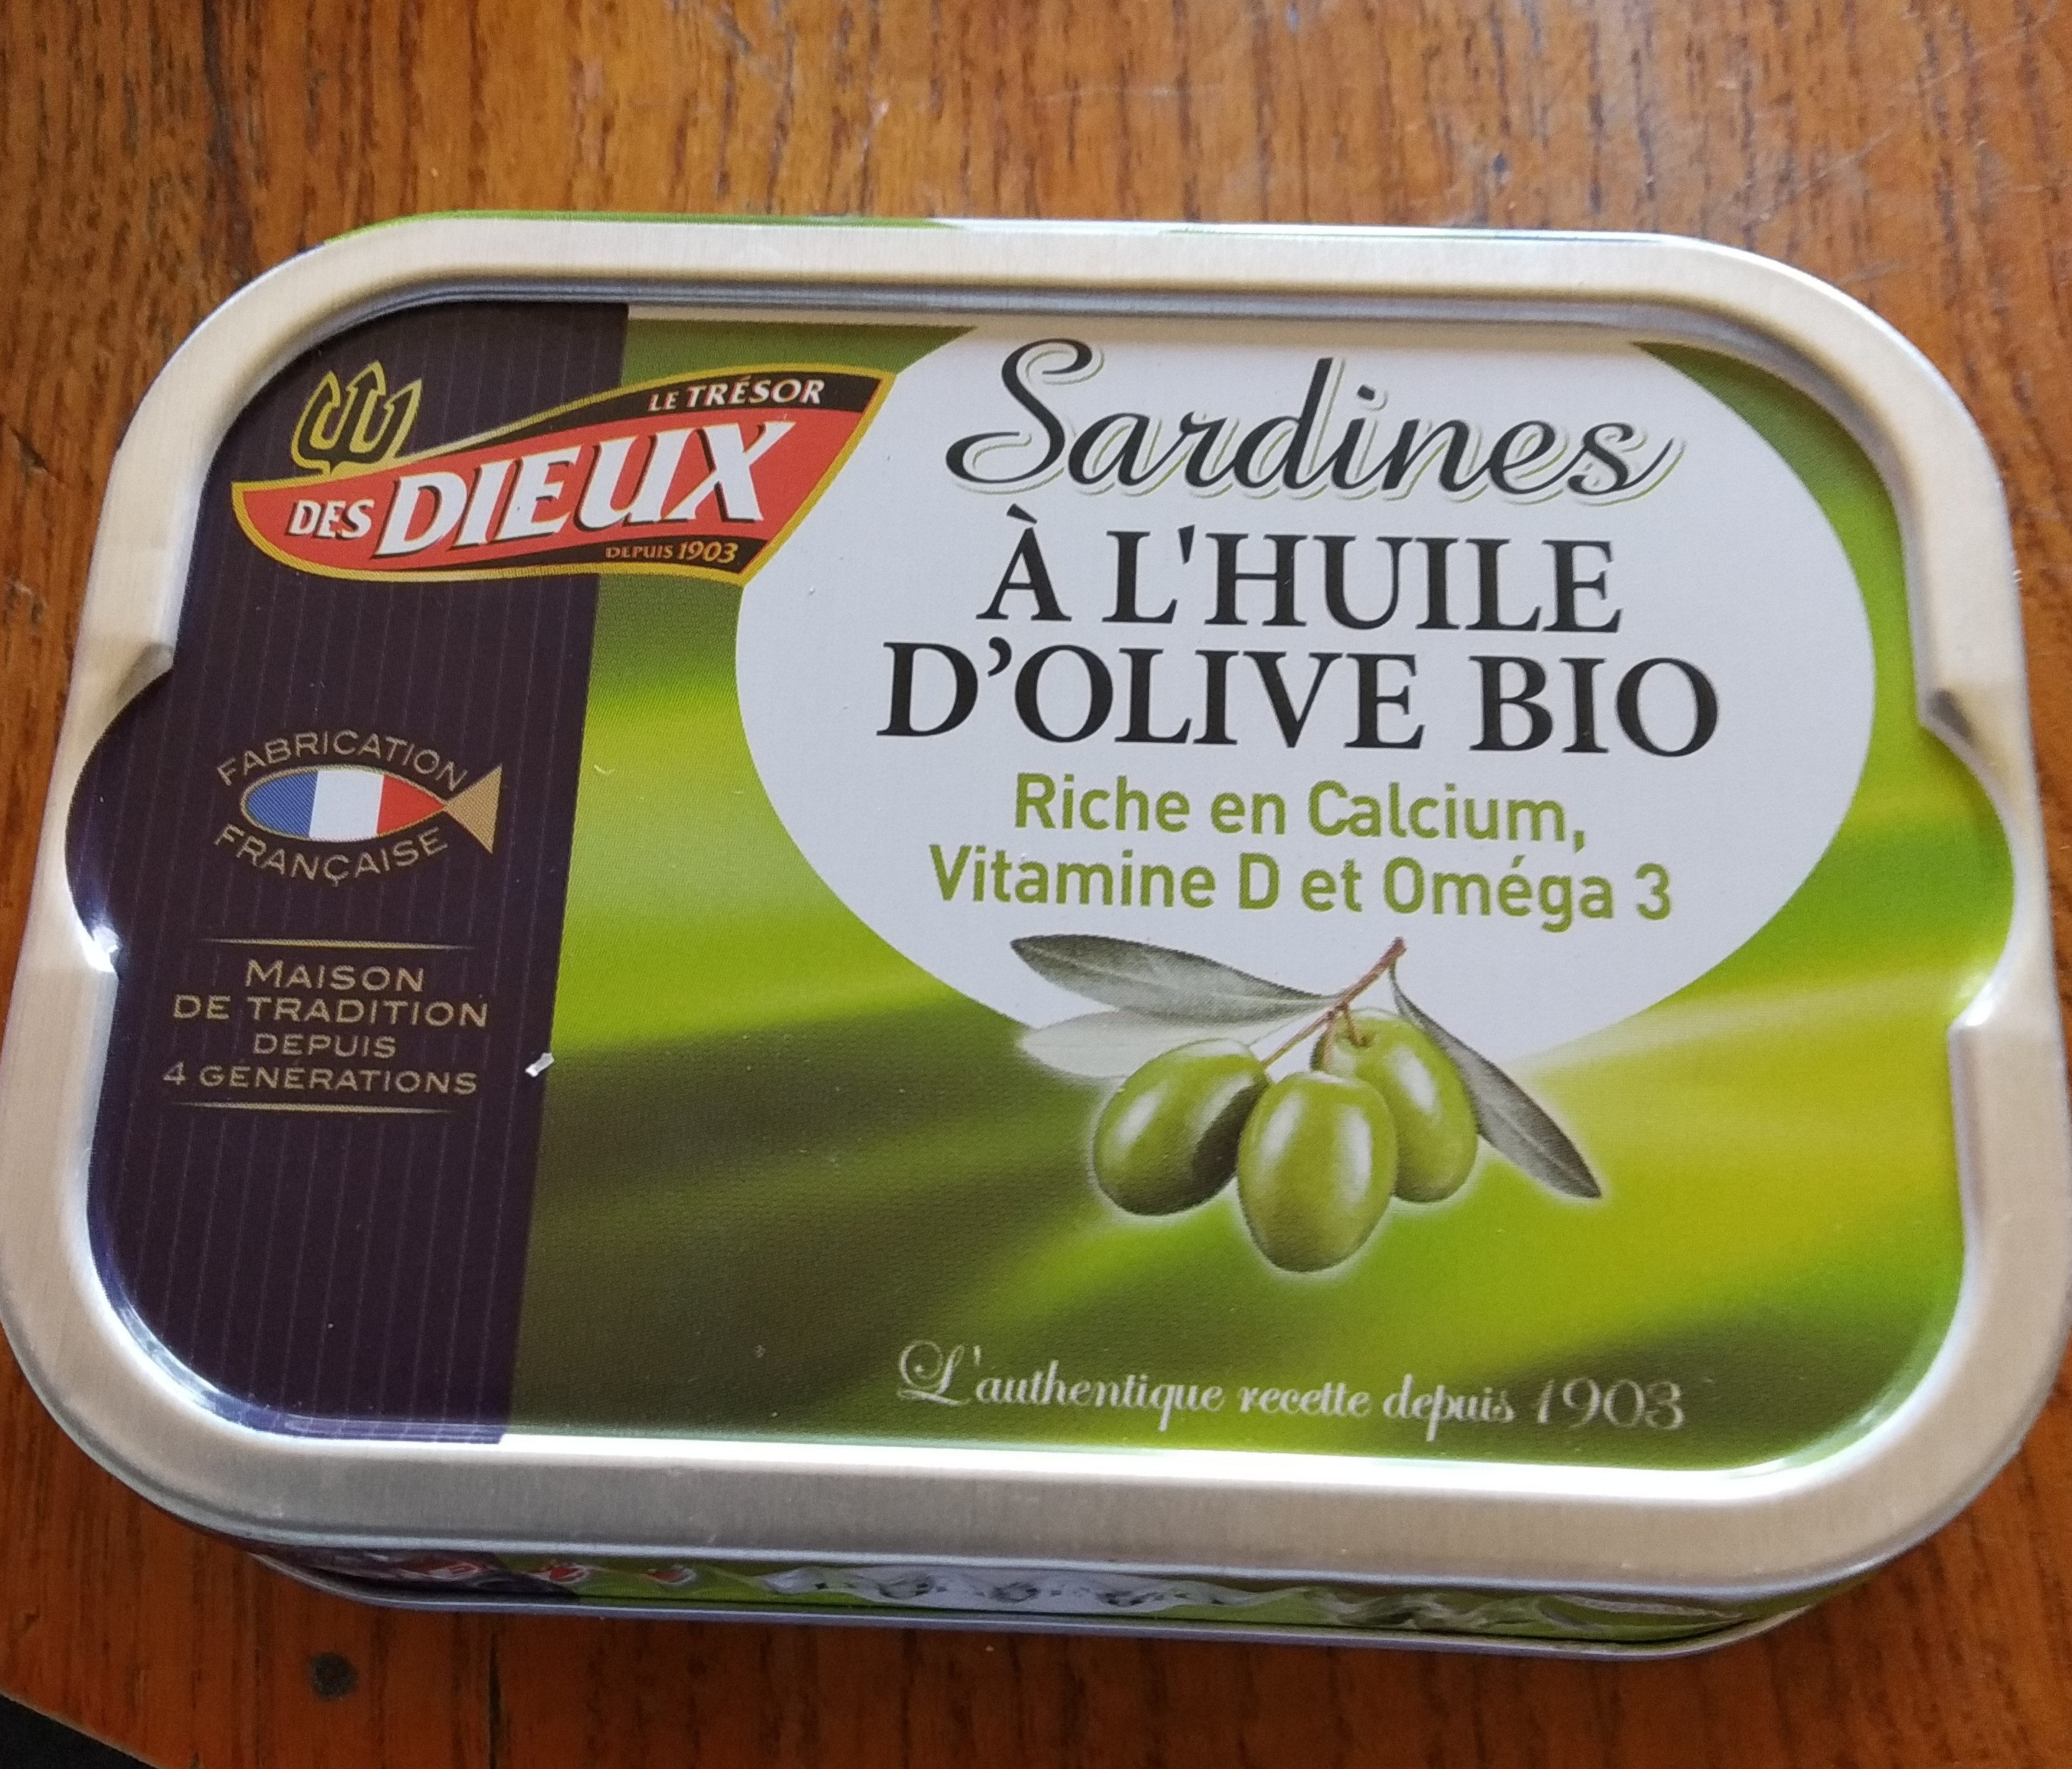 LE TRÉSOR
DES DIEUX
DEPUIS 1903
Sardines
À L'HUILE
D'OLIVE BIO
Riche en Calcium,
Vitamine D et Oméga 3
FABRICATION
FRANÇAISE
MAISON
DE TRADITION
DEPUIS
4 GÉNÉRATIONS
L'authentique recette depuis 1903